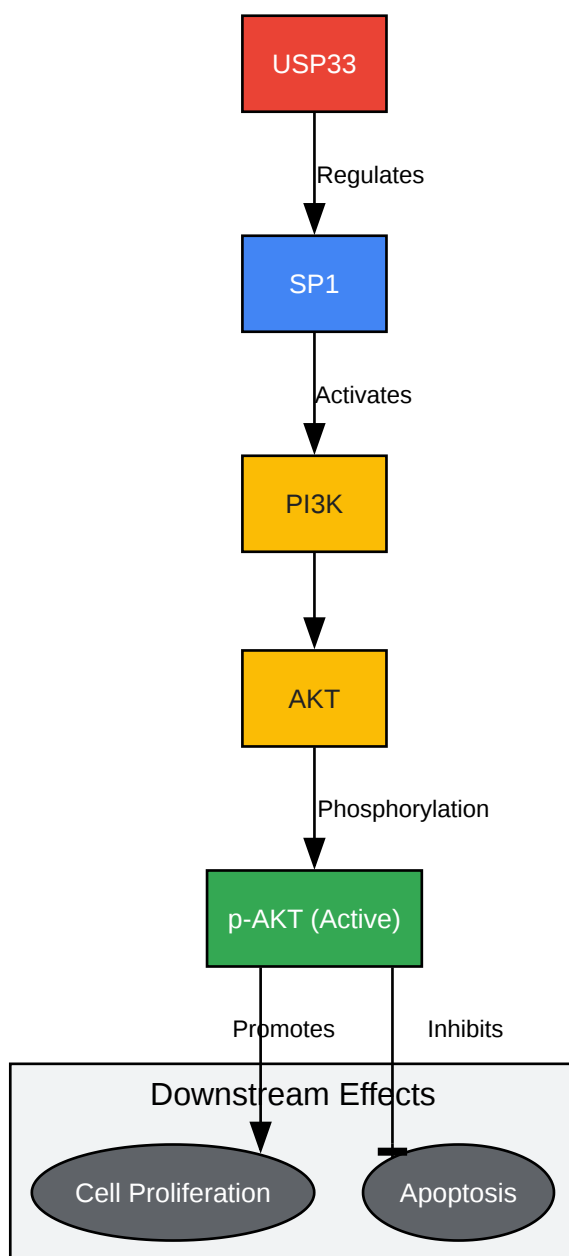 USP33
Regulates
SP1
Activates
PI3K
AKT
Phosphorylation
p-AKT (Active)
Promotes
Inhibits
Downstream Effects
Cell Proliferation
Apoptosis